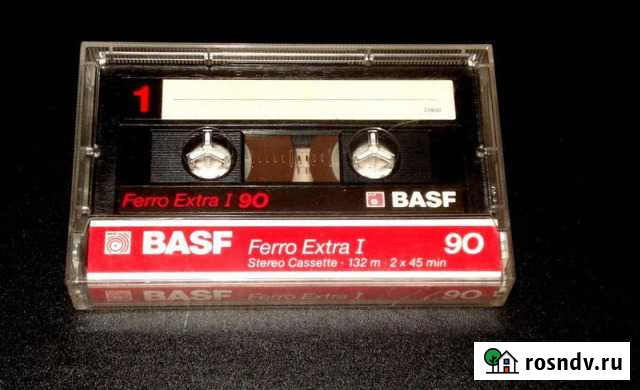 1
Ferro Extra I 90
BASF
BASF Ferro Extra I 90
Stereo Cassette · 132 m · 2 x 45 min
BASF Ferro Extra I 90
rosndv.ru